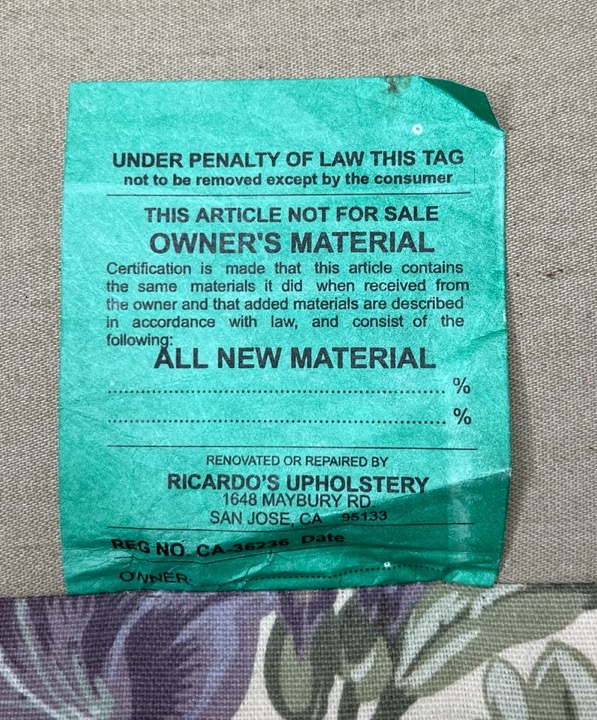 UNDER PENALTY OF LAW THIS TAG
not to be removed except by the consumer
THIS ARTICLE NOT FOR SALE
OWNER'S MATERIAL
Certification is made that this article contains
the same materials it did when received from
the owner and that added materials are described
in accordance with law, and consist of the
following:
ALL NEW MATERIAL
.................................................................. %
.................................................................. %
RENOVATED OR REPAIRED BY
RICARDO'S UPHOLSTERY
1648 MAYBURY RD.
SAN JOSE, CA 95133
REG NO. CA-36236 Date
OWNER